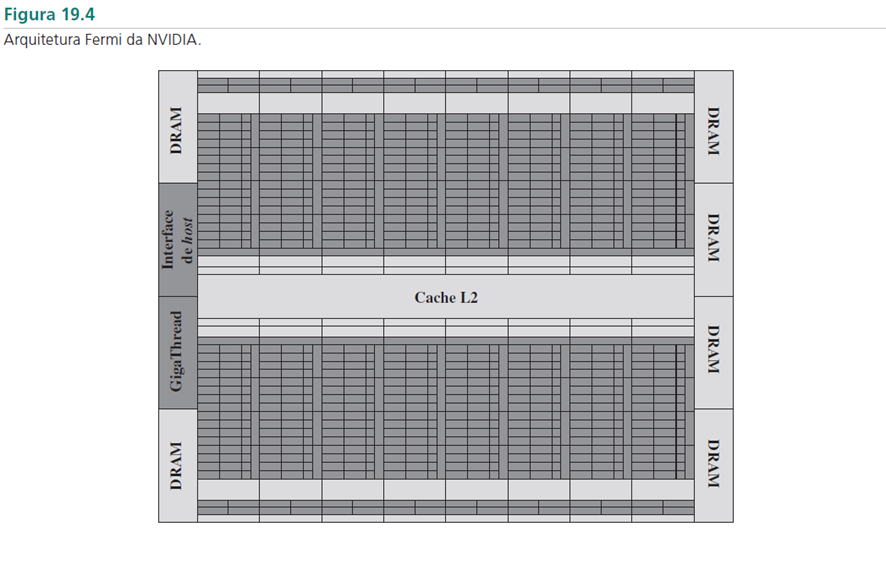 Figura 19.4
Arquitetura Fermi da NVIDIA.
DRAM
Interface
de host
GigaThread
DRAM
Cache L2
DRAM
DRAM
DRAM
DRAM